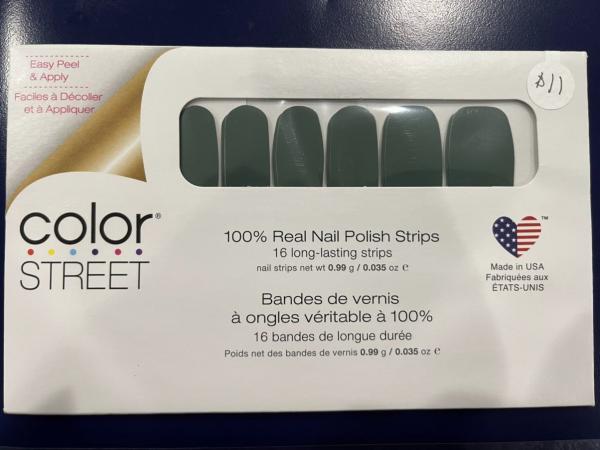 Easy Peel
& Apply
Faciles à Décoller
et à Appliquer
$11
color®
STREET
100% Real Nail Polish Strips
16 long-lasting strips
nail strips net wt 0.99 g / 0.035 oz ℮
Bandes de vernis
à ongles véritable à 100%
16 bandes de longue durée
Poids net des bandes de vernis 0.99 g / 0.035 oz ℮
TM
Made in USA
Fabriquées aux
ÉTATS-UNIS